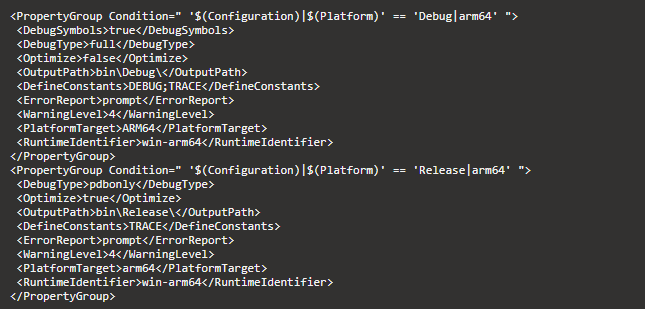 <PropertyGroup Condition=" '$(Configuration)|$(Platform)' == 'Debug|arm64' ">
<DebugSymbols>true</DebugSymbols>
<DebugType>full</DebugType>
<Optimize>false</Optimize>
<OutputPath>bin\Debug\</OutputPath>
<DefineConstants>DEBUG;TRACE</DefineConstants>
<ErrorReport>prompt</ErrorReport>
<WarningLevel>4</WarningLevel>
<PlatformTarget>ARM64</PlatformTarget>
<RuntimeIdentifier>win-arm64</RuntimeIdentifier>
</PropertyGroup>
<PropertyGroup Condition=" '$(Configuration)|$(Platform)' == 'Release|arm64' ">
<DebugType>pdbonly</DebugType>
<Optimize>true</Optimize>
<OutputPath>bin\Release\</OutputPath>
<DefineConstants>TRACE</DefineConstants>
<ErrorReport>prompt</ErrorReport>
<WarningLevel>4</WarningLevel>
<PlatformTarget>arm64</PlatformTarget>
<RuntimeIdentifier>win-arm64</RuntimeIdentifier>
</PropertyGroup>